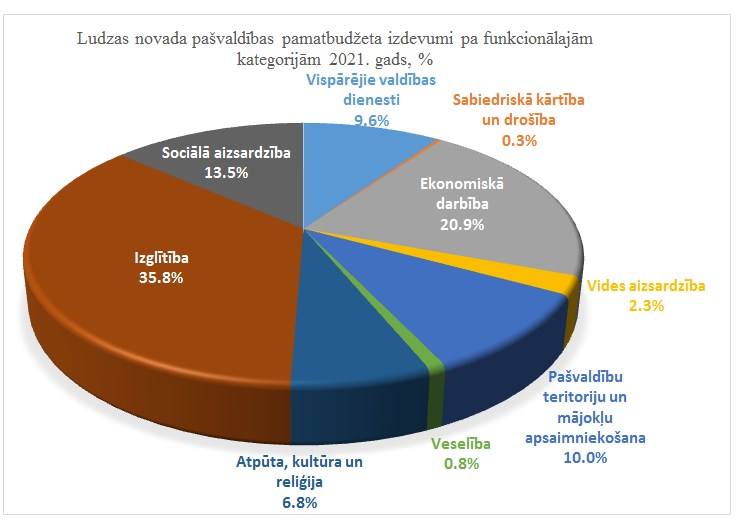 Ludzas novada pašvaldības pamatbudžeta izdevumi pa funkcionālajām
kategorijām 2021. gads, %
Vispārējie valdības
dienesti
9.6%
Sabiedriskā kārtība
un drošība
0.3%
Ekonomiskā
darbība
20.9%
Vides aizsardzība
2.3%
Pašvaldību
teritoriju un
mājokļu
apsaimniekošana
10.0%
Veselība
0.8%
Atpūta, kultūra un
reliģija
6.8%
Izglītība
35.8%
Sociālā aizsardzība
13.5%